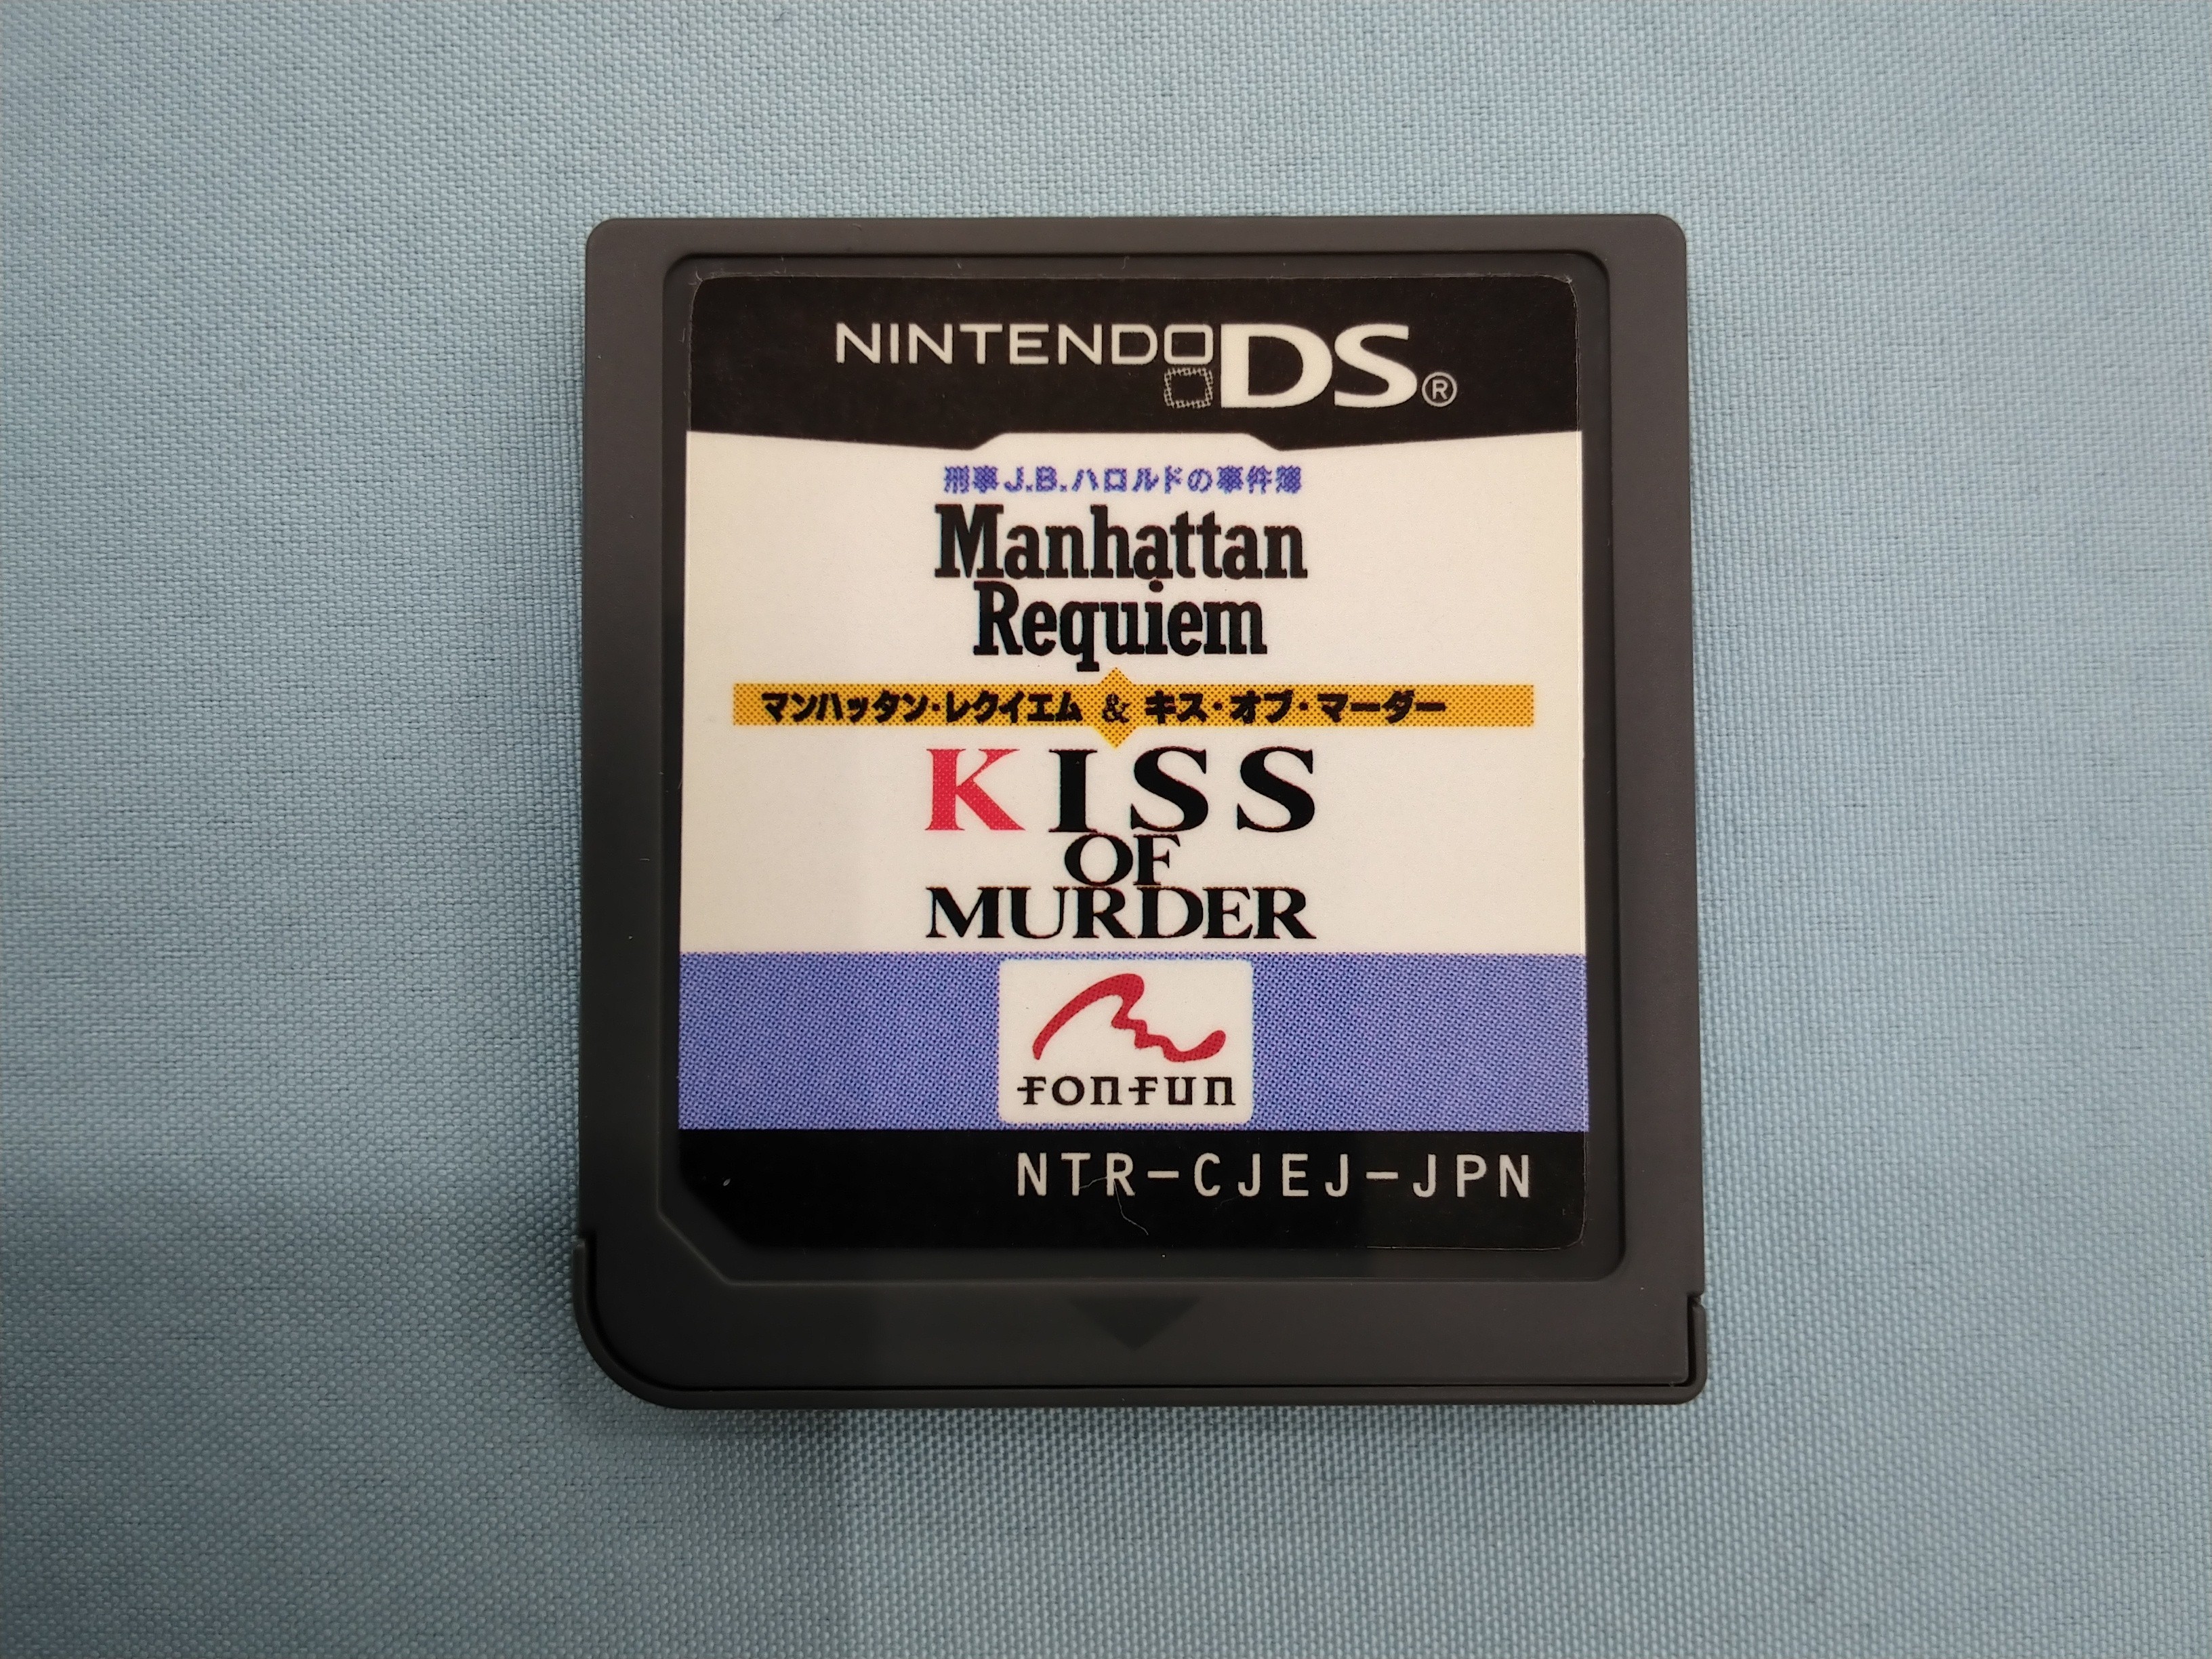 NINTENDO DS®
刑事J.B.ハロルドの事件簿
Manhattan
Requiem
マンハッタン・レクイエム & キス・オブ・マーダー
KISS
OF
MURDER
fonfun
NTR-CJEJ-JPN